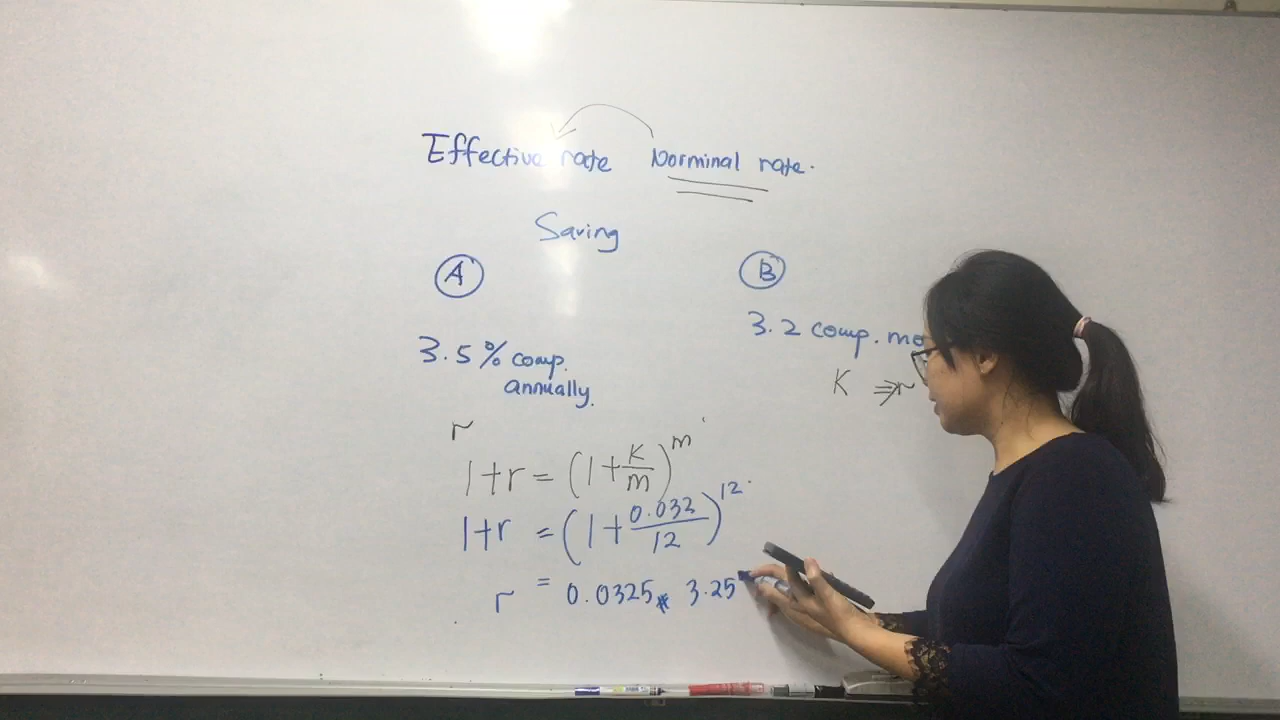 Effective rate Norminal rate.
Saving
A B
3.5% comp. annually.
3.2 comp. mo
K ⇒ r
r
1+r = (1+K/m)^m
1+r = (1+0.032/12)^12
r = 0.0325 3.25